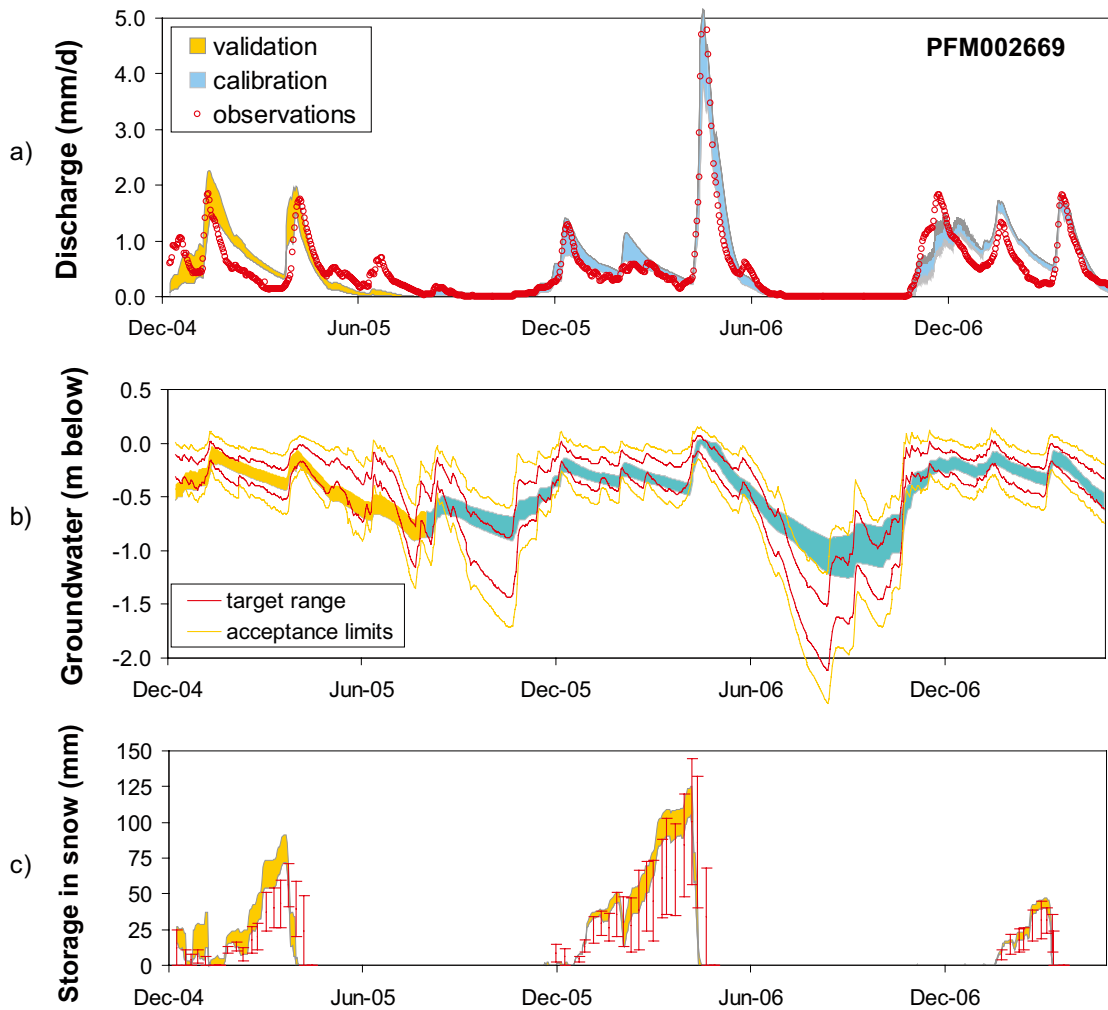 a)
Discharge (mm/d)
5.0
4.0
3.0
2.0
1.0
0.0
validation
calibration
observations
PFM002669
Dec-04
Jun-05
Dec-05
Jun-06
Dec-06
b)
Groundwater (m below)
0.5
0.0
-0.5
-1.0
-1.5
-2.0
target range
acceptance limits
Dec-04
Jun-05
Dec-05
Jun-06
Dec-06
c)
Storage in snow (mm)
150
125
100
75
50
25
0
Dec-04
Jun-05
Dec-05
Jun-06
Dec-06